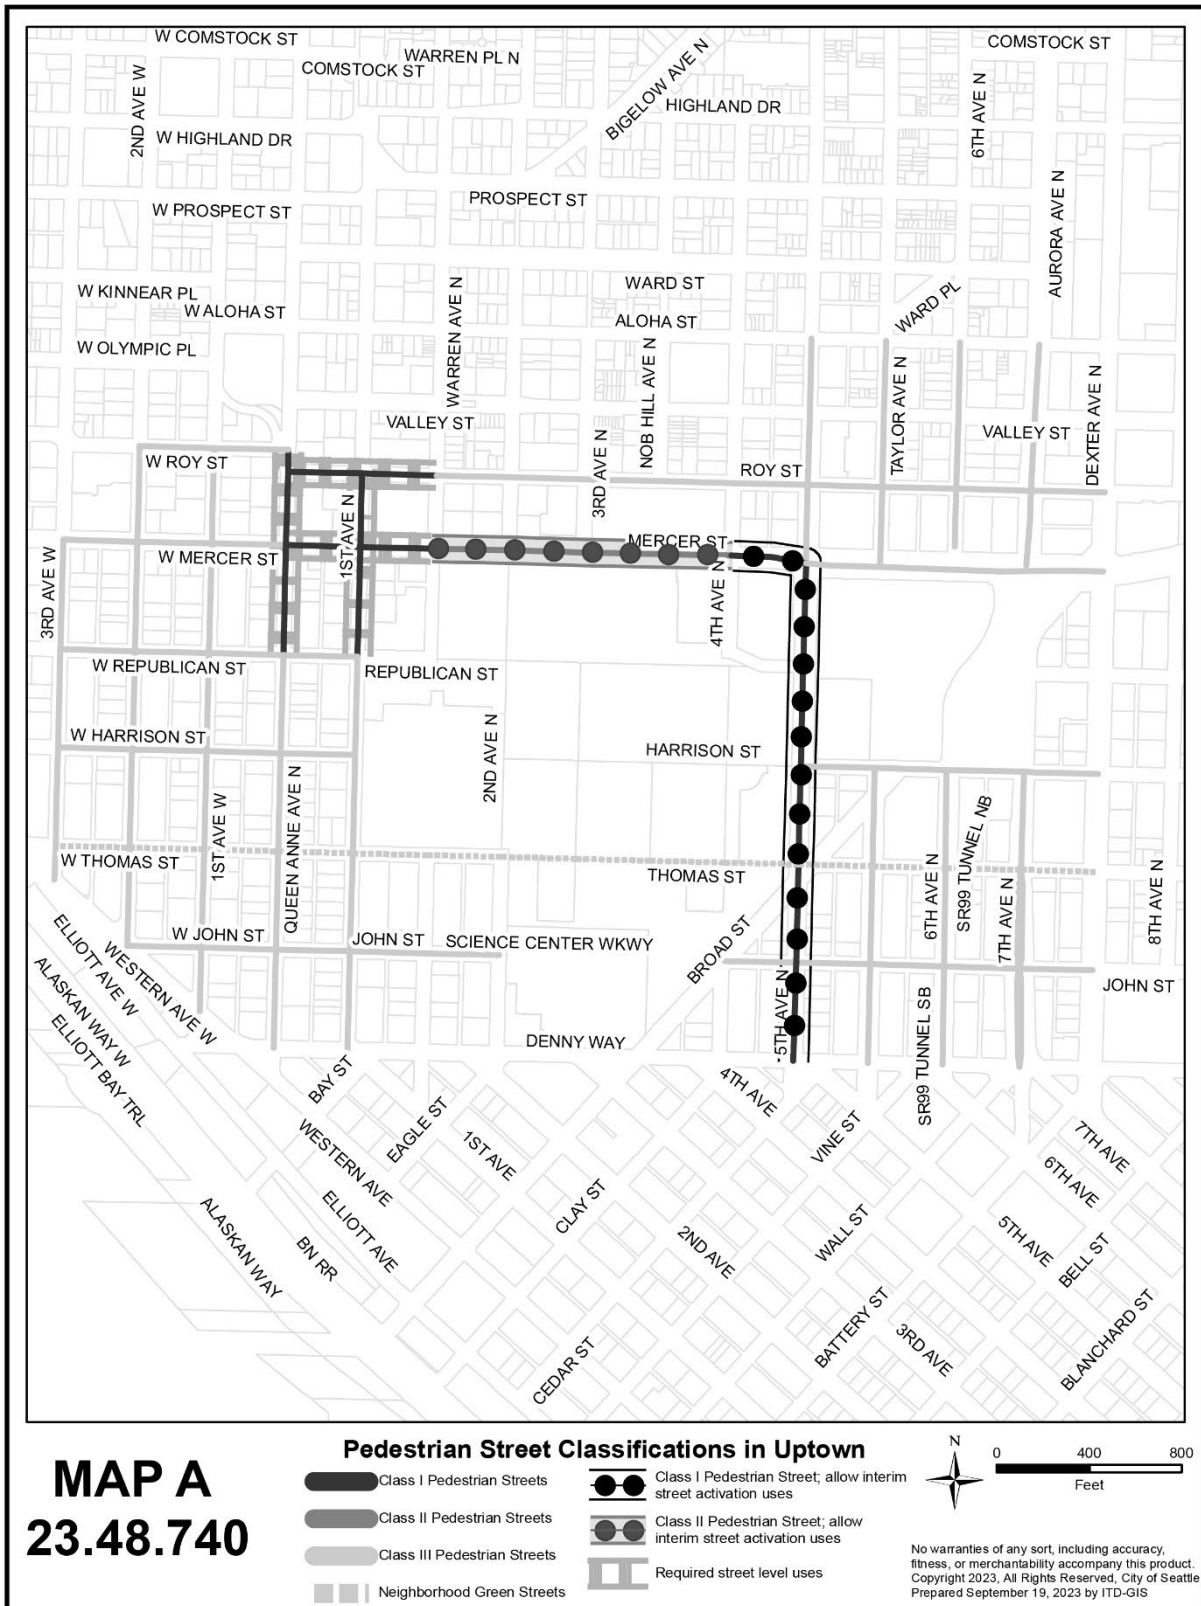 W COMSTOCK ST
WARREN PL N
COMSTOCK ST
COMSTOCK ST
2ND AVE W
BIGELOW AVE N
HIGHLAND DR
6TH AVE N
W HIGHLAND DR
W PROSPECT ST
PROSPECT ST
AURORA AVE N
W KINNEAR PL
W ALOHA ST
WARREN AVE N
WARD ST
WARD PL
ALOHA ST
W OLYMPIC PL
NOB HILL AVE N
TAYLOR AVE N
DEXTER AVE N
VALLEY ST
VALLEY ST
3RD AVE N
W ROY ST
ROY ST
1ST AVE N
MERCER ST
W MERCER ST
3RD AVE W
4TH AVE N
W REPUBLICAN ST
REPUBLICAN ST
W HARRISON ST
2ND AVE N
HARRISON ST
QUEEN ANNE AVE N
1ST AVE W
SR99 TUNNEL NB
W THOMAS ST
THOMAS ST
6TH AVE N
7TH AVE N
8TH AVE N
W JOHN ST
JOHN ST
SCIENCE CENTER WKWY
BROAD ST
JOHN ST
ELLIOTT AVE W
WESTERN AVE W
ALASKAN WAY W
ELLIOTT BAY TRL
5TH AVE N
SR99 TUNNEL SB
DENNY WAY
BAY ST
4TH AVE
EAGLE ST
VINE ST
7TH AVE
WESTERN AVE
1ST AVE
6TH AVE
CLAY ST
ELLIOTT AVE
ALASKAN WAY
BN RR
2ND AVE
WALL ST
5TH AVE
BELL ST
BATTERY ST
3RD AVE
BLANCHARD ST
CEDAR ST
MAP A
23.48.740
Pedestrian Street Classifications in Uptown
Class I Pedestrian Streets
Class II Pedestrian Streets
Class III Pedestrian Streets
Neighborhood Green Streets
Class I Pedestrian Street; allow interim
street activation uses
Class II Pedestrian Street; allow
interim street activation uses
Required street level uses
N
0 400 800
Feet
No warranties of any sort, including accuracy,
fitness, or merchantability accompany this product.
Copyright 2023, All Rights Reserved, City of Seattle
Prepared September 19, 2023 by ITD-GIS